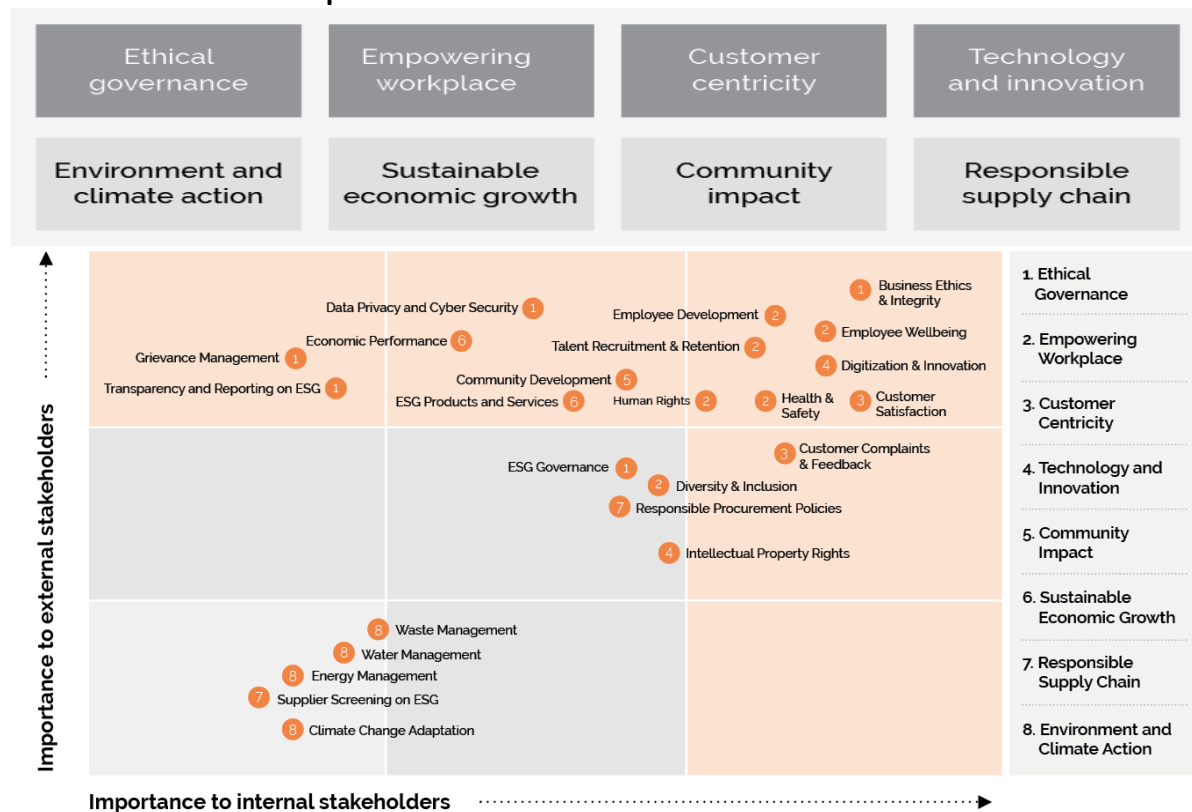 Ethical
governance
Empowering
workplace
Customer
centricity
Technology
and innovation
Environment and
climate action
Sustainable
economic growth
Community
impact
Responsible
supply chain
Importance to external stakeholders
1 Business Ethics
& Integrity
Data Privacy and Cyber Security 1
Employee Development 2
2 Employee Wellbeing
Economic Performance 6
Talent Recruitment & Retention 2
Grievance Management 1
4 Digitization & Innovation
Community Development 5
Transparency and Reporting on ESG 1
ESG Products and Services 6
Human Rights 2
2 Health &
Safety
3 Customer
Satisfaction
3 Customer Complaints
& Feedback
ESG Governance 1
2 Diversity & Inclusion
7 Responsible Procurement Policies
4 Intellectual Property Rights
8 Waste Management
8 Water Management
8 Energy Management
7 Supplier Screening on ESG
8 Climate Change Adaptation
Importance to internal stakeholders
1. Ethical
Governance
2. Empowering
Workplace
3. Customer
Centricity
4. Technology and
Innovation
5. Community
Impact
6. Sustainable
Economic Growth
7. Responsible
Supply Chain
8. Environment and
Climate Action